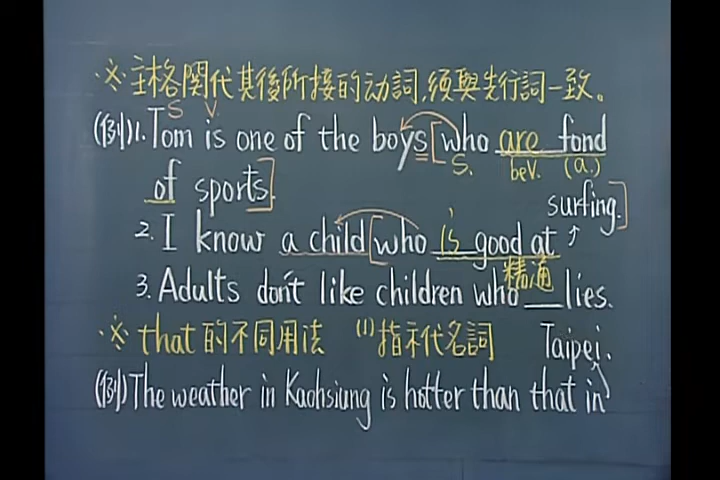 ※主格関代其後所接的动詞,須與先行詞一致。
S V.
(例)1. Tom is one of the boys [who are fond
S. beV. (a.)
of sports].
surfing.]
2. I know a child [who is good at
精通
3. Adults don't like children who __ lies.
※ that 的不同用法 (1)指示代名詞 Taipei.
(例) The weather in Kaohsiung is hotter than that in